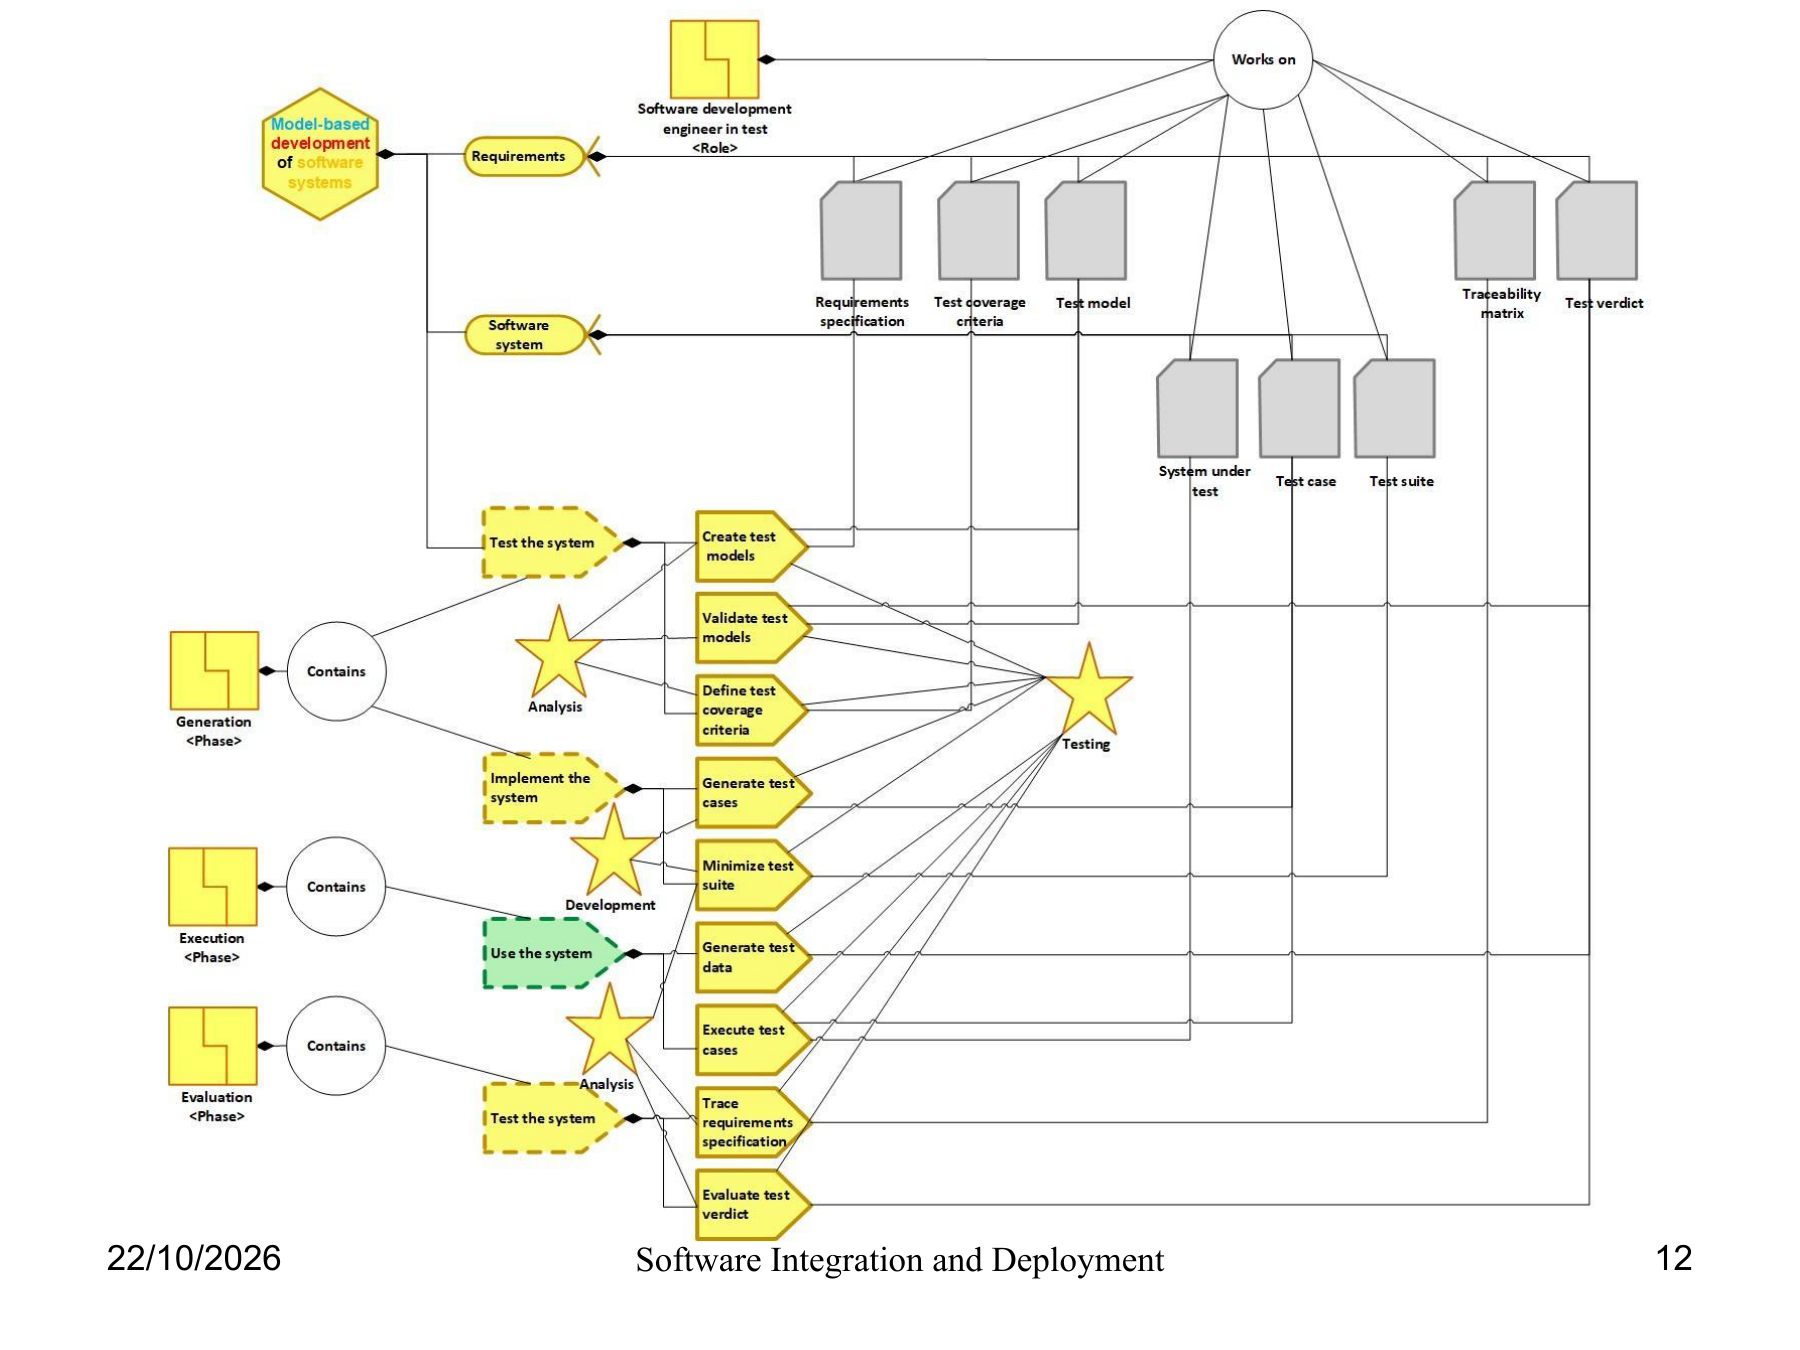 Works on
Software development
engineer in test
<Role>
Model-based
development
of software
systems
Requirements
Requirements
specification
Test coverage
criteria
Test model
Traceability
matrix
Test verdict
Software
system
System under
test
Test case
Test suite
Test the system
Create test
models
Validate test
models
Generation
<Phase>
Contains
Analysis
Define test
coverage
criteria
Testing
Implement the
system
Generate test
cases
Development
Minimize test
suite
Execution
<Phase>
Contains
Use the system
Generate test
data
Evaluation
<Phase>
Contains
Analysis
Execute test
cases
Test the system
Trace
requirements
specification
Evaluate test
verdict
22/10/2026
Software Integration and Deployment
12